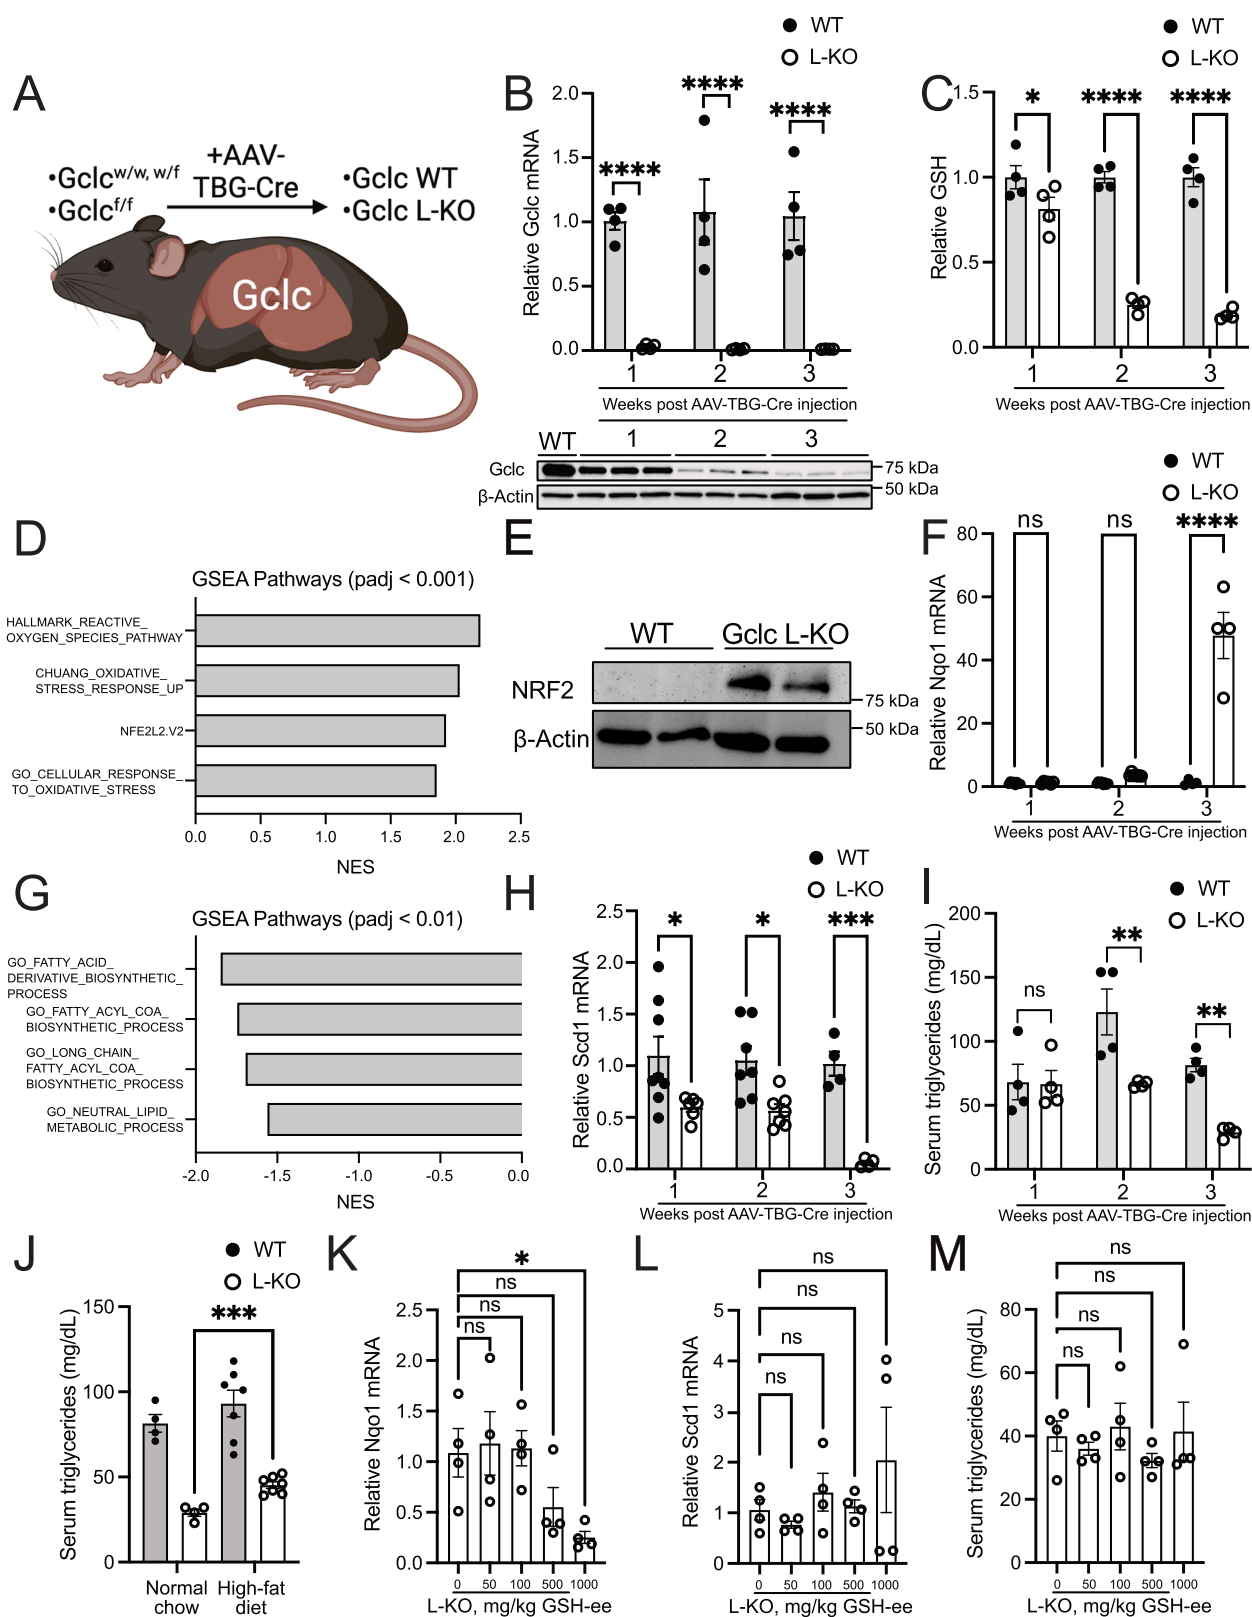 A
•Gclcw/w, w/f
•Gclcf/f
+AAV-
TBG-Cre
•Gclc WT
•Gclc L-KO
Gclc
B
WT
L-KO
Relative Gclc mRNA
2.0
1.5
1.0
0.5
0.0
****
****
****
1 2 3
Weeks post AAV-TBG-Cre injection
WT 1 2 3
Gclc
75 kDa
β-Actin
50 kDa
C
WT
L-KO
Relative GSH
1.5
1.0
0.5
0.0
* **** ****
1 2 3
Weeks post AAV-TBG-Cre injection
D
GSEA Pathways (padj < 0.001)
HALLMARK_REACTIVE_
OXYGEN_SPECIES_PATHWAY
CHUANG_OXIDATIVE_
STRESS_RESPONSE_UP
NFE2L2.V2
GO_CELLULAR_RESPONSE_
TO_OXIDATIVE_STRESS
0.0 0.5 1.0 1.5 2.0 2.5
NES
E
WT Gclc L-KO
NRF2
75 kDa
β-Actin
50 kDa
F
WT
L-KO
Relative Nqo1 mRNA
80
60
40
20
0
ns ns ****
1 2 3
Weeks post AAV-TBG-Cre injection
G
GSEA Pathways (padj < 0.01)
GO_FATTY_ACID_
DERIVATIVE_BIOSYNTHETIC_
PROCESS
GO_FATTY_ACYL_COA_
BIOSYNTHETIC_PROCESS
GO_LONG_CHAIN_
FATTY_ACYL_COA_
BIOSYNTHETIC_PROCESS
GO_NEUTRAL_LIPID_
METABOLIC_PROCESS
-2.0 -1.5 -1.0 -0.5 0.0
NES
H
WT
L-KO
Relative Scd1 mRNA
2.5
2.0
1.5
1.0
0.5
0.0
* * ***
1 2 3
Weeks post AAV-TBG-Cre injection
I
WT
L-KO
Serum triglycerides (mg/dL)
200
150
100
50
0
ns ** **
1 2 3
Weeks post AAV-TBG-Cre injection
J
WT
L-KO
Serum triglycerides (mg/dL)
150
100
50
0
***
Normal
chow
High-fat
diet
K
Relative Nqo1 mRNA
2.5
2.0
1.5
1.0
0.5
0.0
*
ns
ns
ns
0 50 100 500 1000
L-KO, mg/kg GSH-ee
L
Relative Scd1 mRNA
5
4
3
2
1
0
ns
ns
ns
ns
0 50 100 500 1000
L-KO, mg/kg GSH-ee
M
Serum triglycerides (mg/dL)
80
60
40
20
0
ns
ns
ns
ns
0 50 100 500 1000
L-KO, mg/kg GSH-ee